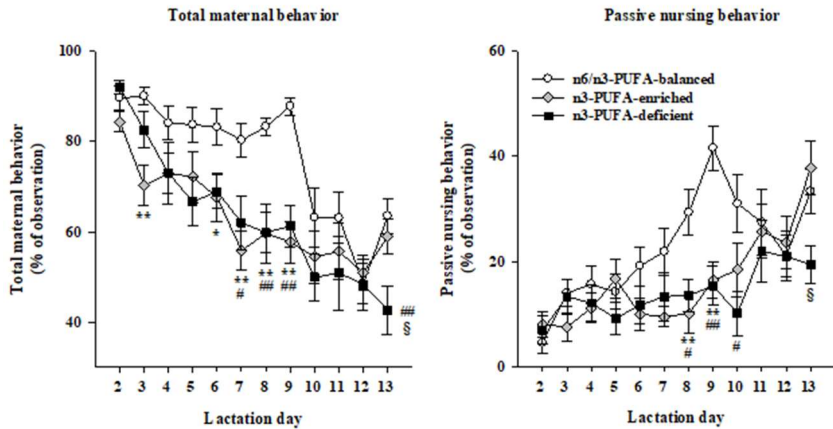 Total maternal behavior
100
80
60
40
Total maternal behavior
(% of observation)
**
*
**
#
**
##
**
##
##
§
2 3 4 5 6 7 8 9 10 11 12 13
Lactation day
Passive nursing behavior
60
40
20
0
Passive nursing behavior
(% of observation)
n6/n3-PUFA-balanced
n3-PUFA-enriched
n3-PUFA-deficient
**
#
**
##
#
§
2 3 4 5 6 7 8 9 10 11 12 13
Lactation day